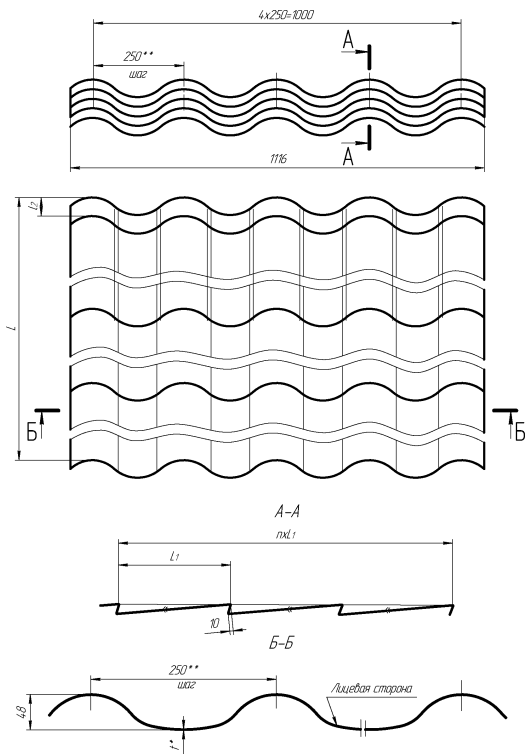 4x250=1000
A
250**
шаг
A
1116
l2
L
Б
Б
A-A
nxL1
L1
10
Б-Б
250**
шаг
Лицевая сторона
48
t*